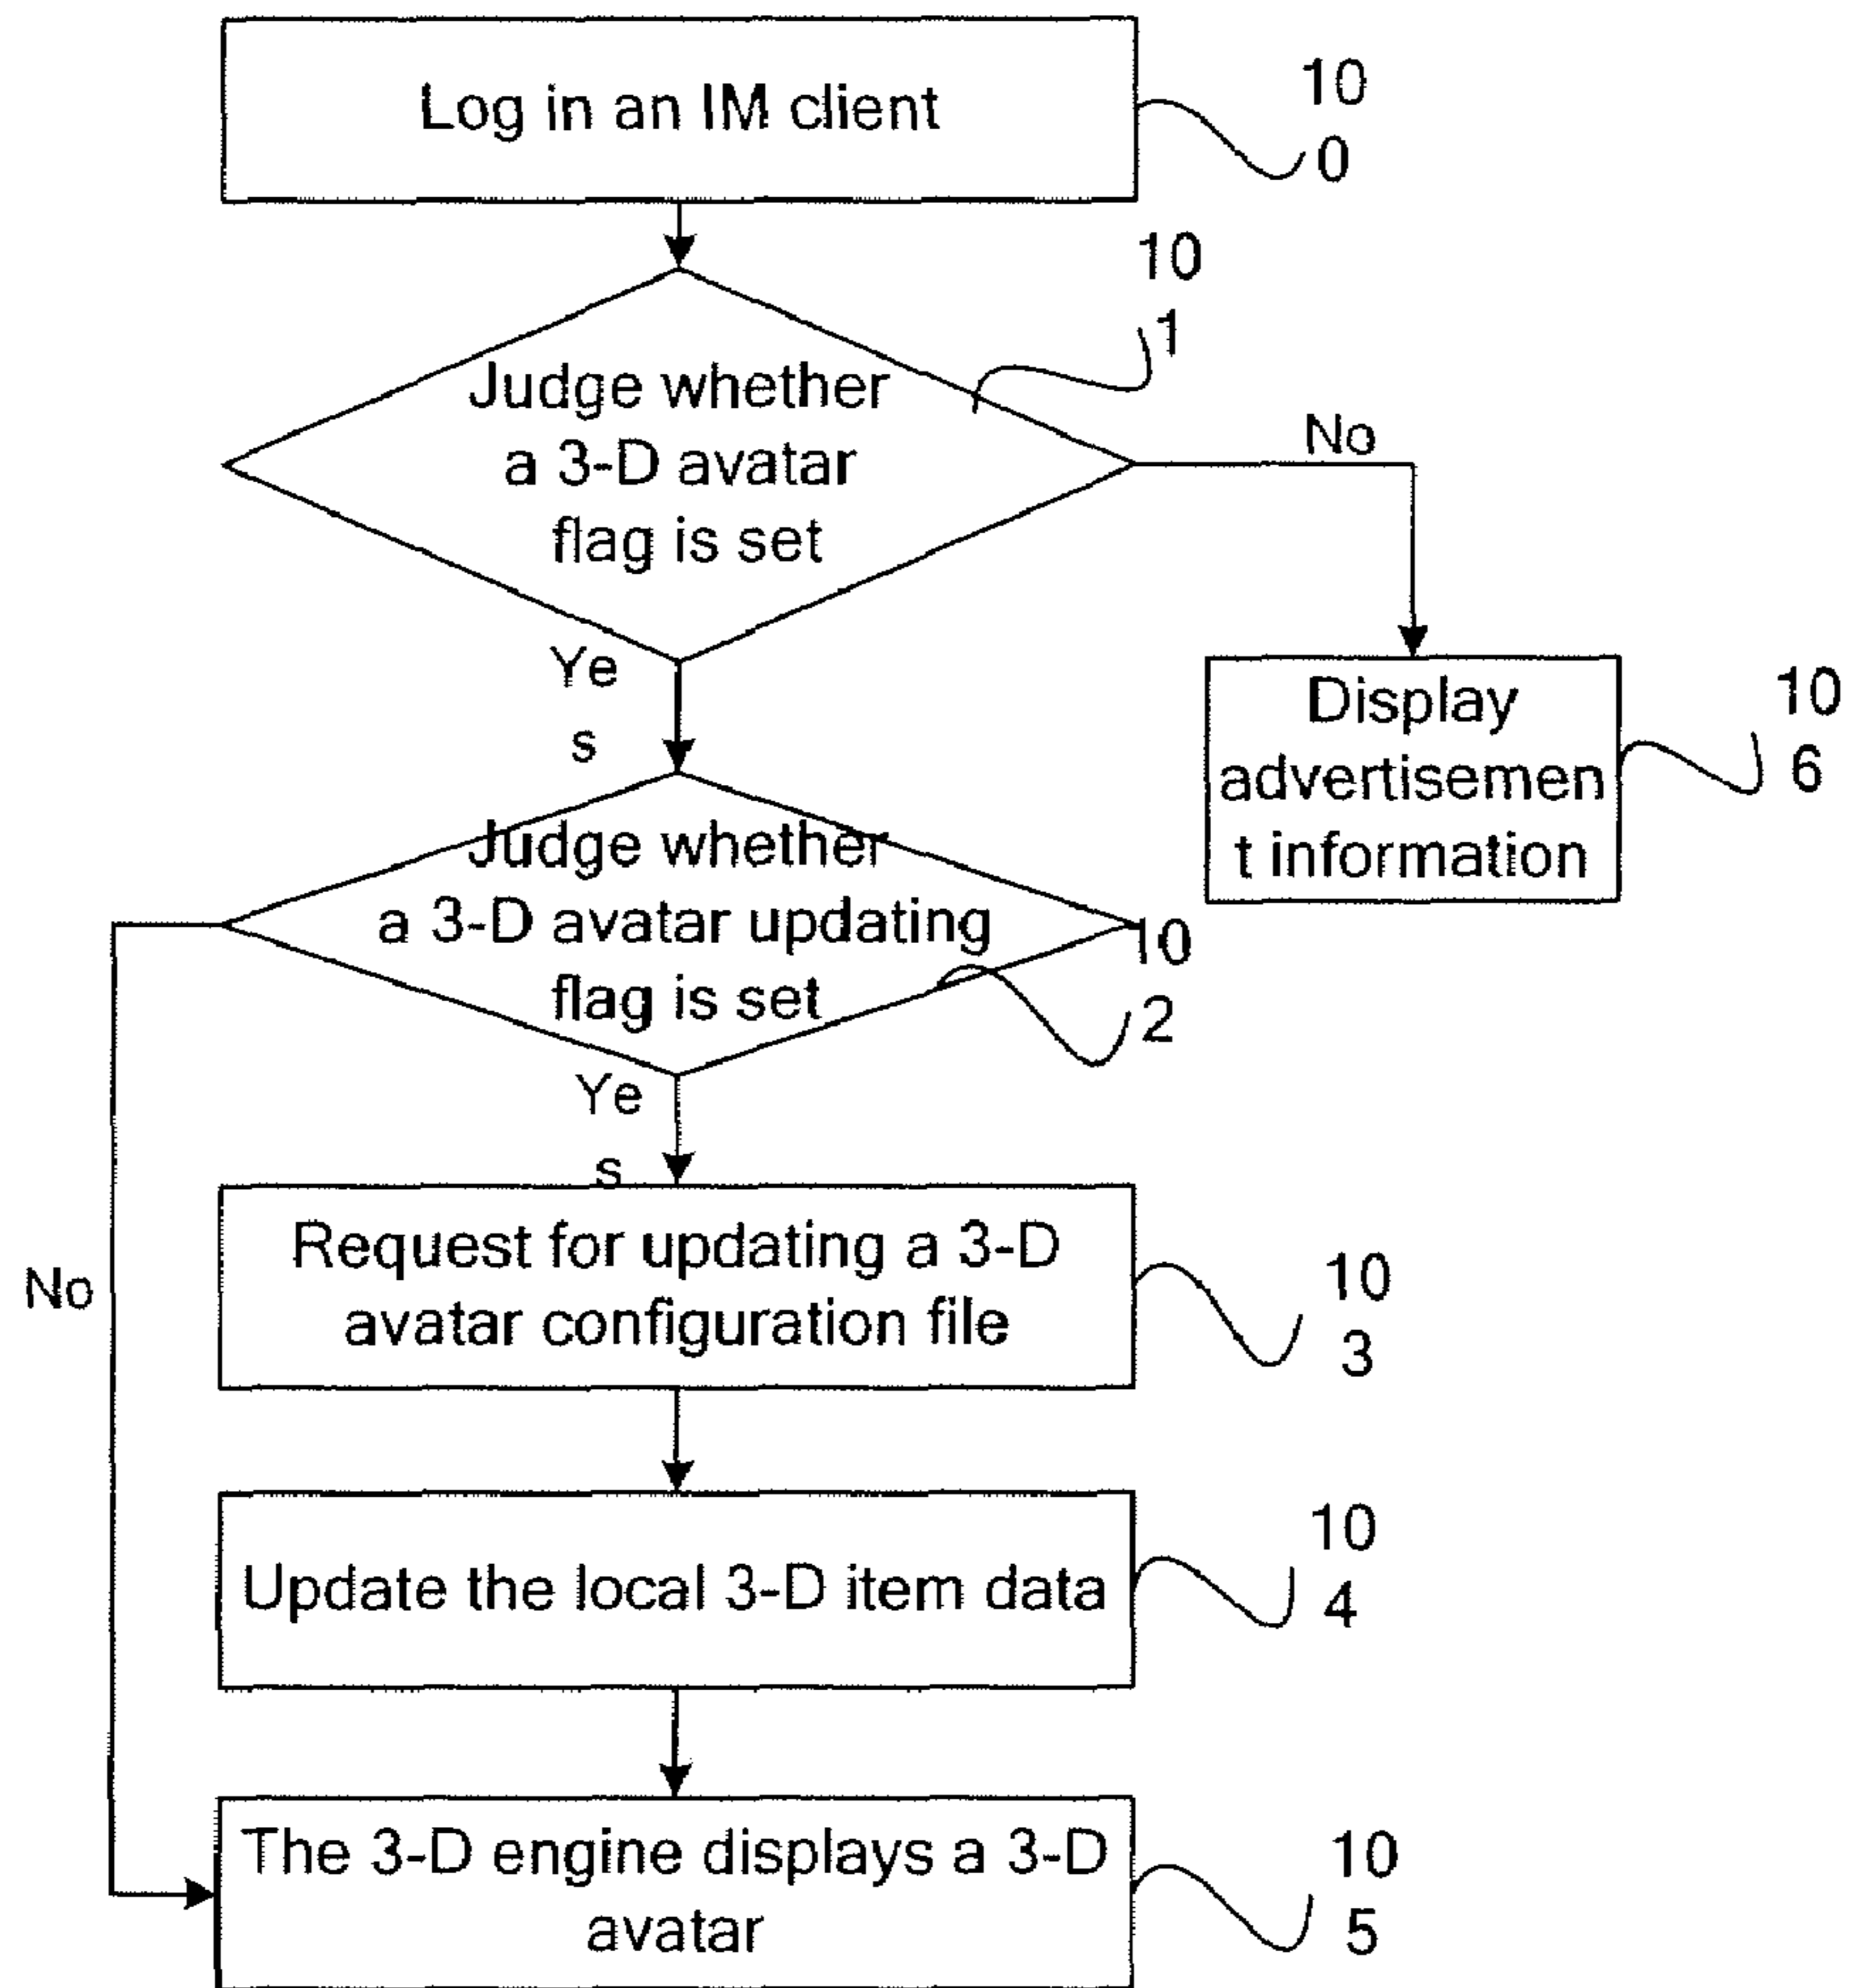 Log in an IM client
10
0
10
1
Judge whether
a 3-D avatar
flag is set
No
Ye
s
Display
advertisemen
t information
10
6
Judge whether
a 3-D avatar updating
flag is set
10
2
Ye
s
No
Request for updating a 3-D
avatar configuration file
10
3
Update the local 3-D item data
10
4
The 3-D engine displays a 3-D
avatar
10
5